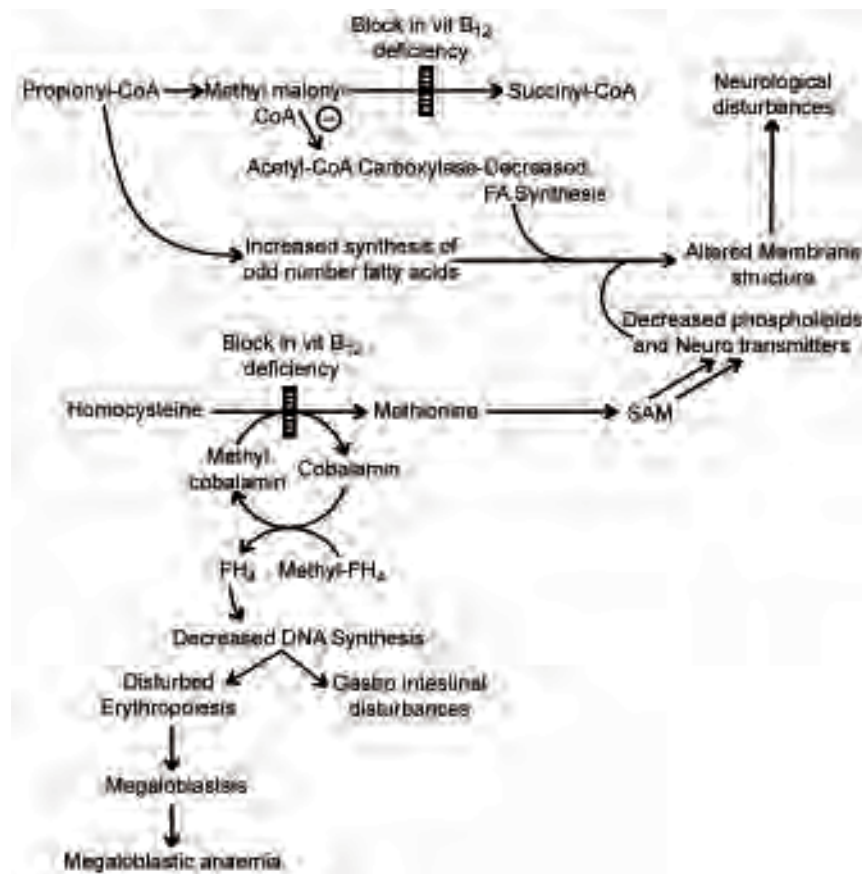 Block in vit B₁₂
deficiency
Propionyl-CoA
Methyl malonyl
CoA
Succinyl-CoA
Neurological
disturbances
Acetyl-CoA Carboxylase-Decreased
FA Synthesis
Increased synthesis of
odd number fatty acids
Altered Membrane
structure
Decreased phospholipids
and Neuro transmitters
Block in vit B₁₂
deficiency
Homocysteine
Methionine
SAM
Methyl
cobalamin
Cobalamin
FH₄
Methyl-FH₄
Decreased DNA Synthesis
Disturbed
Erythropoiesis
Gastro intestinal
disturbances
Megaloblastic anaemia